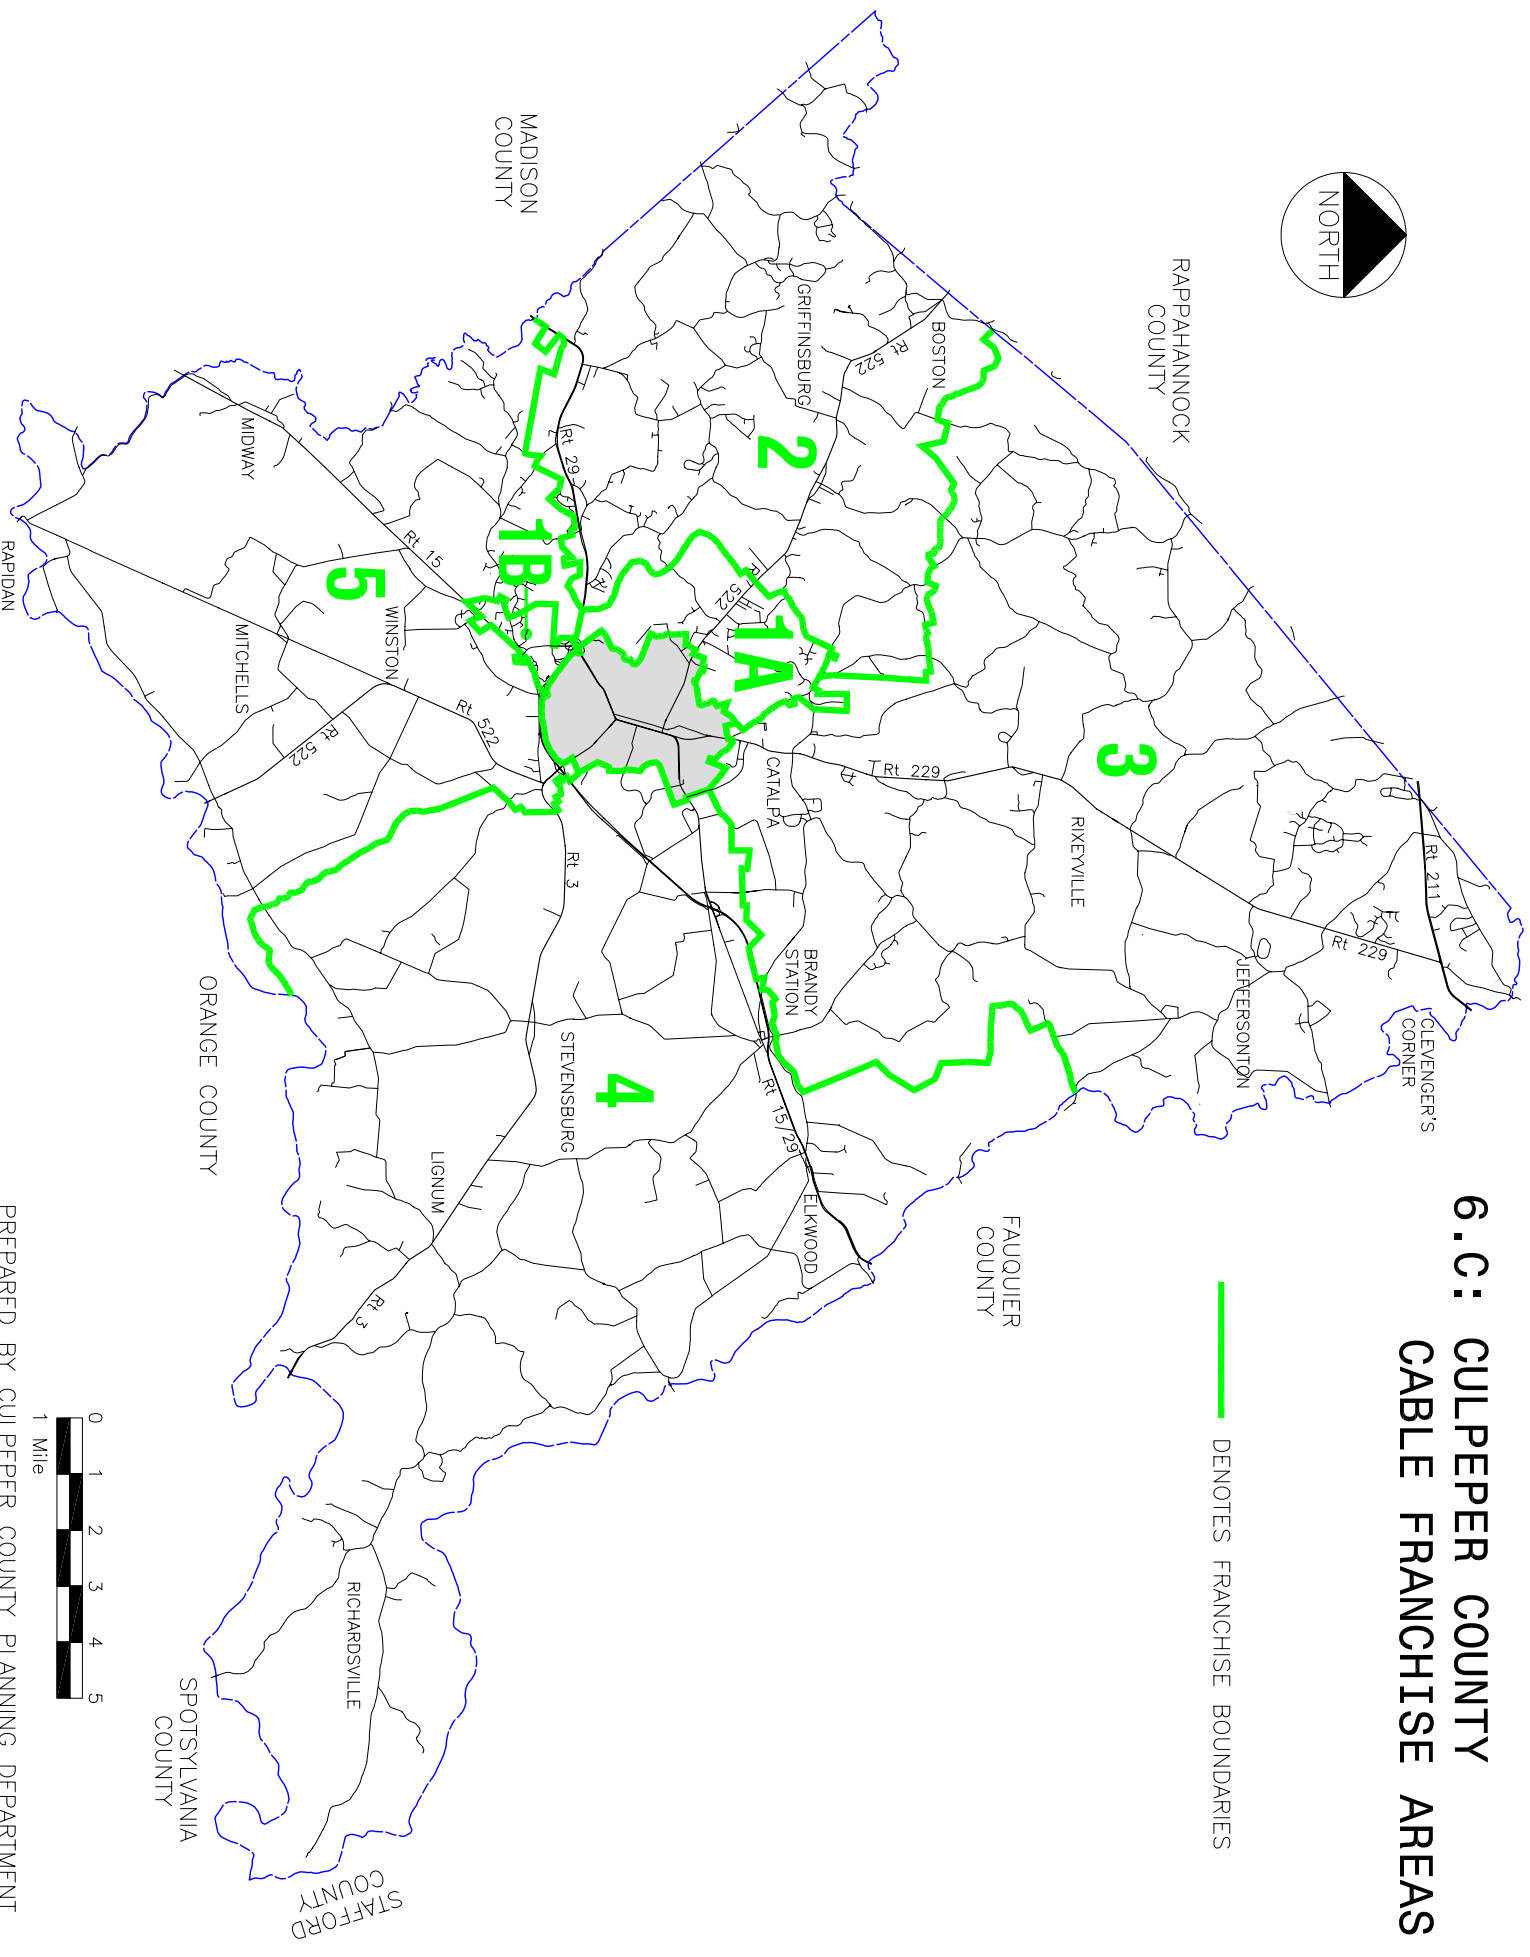 6.C: CULPEPER COUNTY
CABLE FRANCHISE AREAS
DENOTES FRANCHISE BOUNDARIES
NORTH
RAPPAHANNOCK
COUNTY
MADISON
COUNTY
FAUQUIER
COUNTY
ORANGE COUNTY
SPOTSYLVANIA
COUNTY
STAFFORD
COUNTY
CLEVENGER'S
CORNER
Rt 211
Rt 229
JEFFERSONTON
3
RIXEYVILLE
Rt 229
BOSTON
Rt 522
GRIFFINSBURG
2
Rt 522
1A
CATALPA
BRANDY
STATION
Rt 15/29
ELKWOOD
Rt 29
1B
Rt 3
STEVENSBURG
4
LIGNUM
Rt 3
RICHARDSVILLE
Rt 15
5
WINSTON
Rt 522
Rt 522
MITCHELLS
MIDWAY
RAPIDAN
0 1 2 3 4 5
1 Mile
PREPARED BY CULPEPER COUNTY PLANNING DEPARTMENT